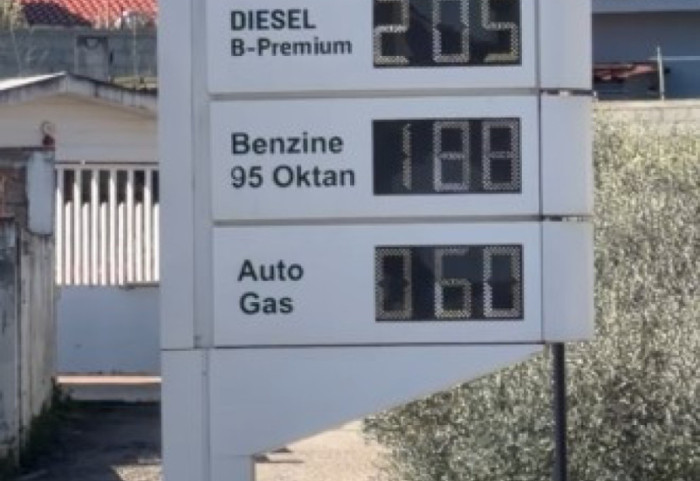 DIESEL
B-Premium
205
Benzine
95 Oktan
188
Auto
Gas
060